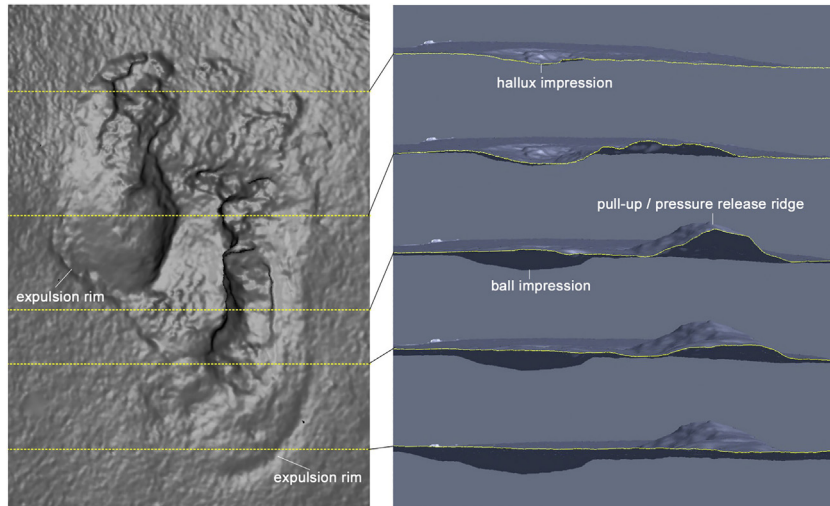 hallux impression
pull-up / pressure release ridge
expulsion rim
ball impression
expulsion rim